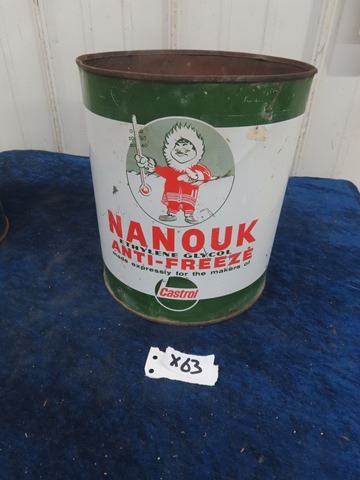 NANOUK
ETHYLENE GLYCOL
ANTI-FREEZE
made expressly for the makers of
Castrol
X63